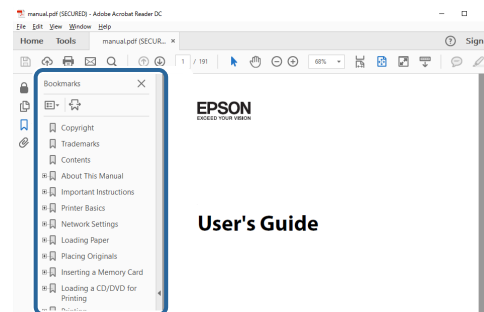 manual.pdf (SECURED) - Adobe Acrobat Reader DC
File Edit View Window Help
Home Tools manual.pdf (SECUR... × Sign
1 / 191 68%
Bookmarks
EPSON
EXCEED YOUR VISION
Copyright
Trademarks
Contents
About This Manual
Important Instructions
Printer Basics
Network Settings
User's Guide
Loading Paper
Placing Originals
Inserting a Memory Card
Loading a CD/DVD for
Printing
Printing